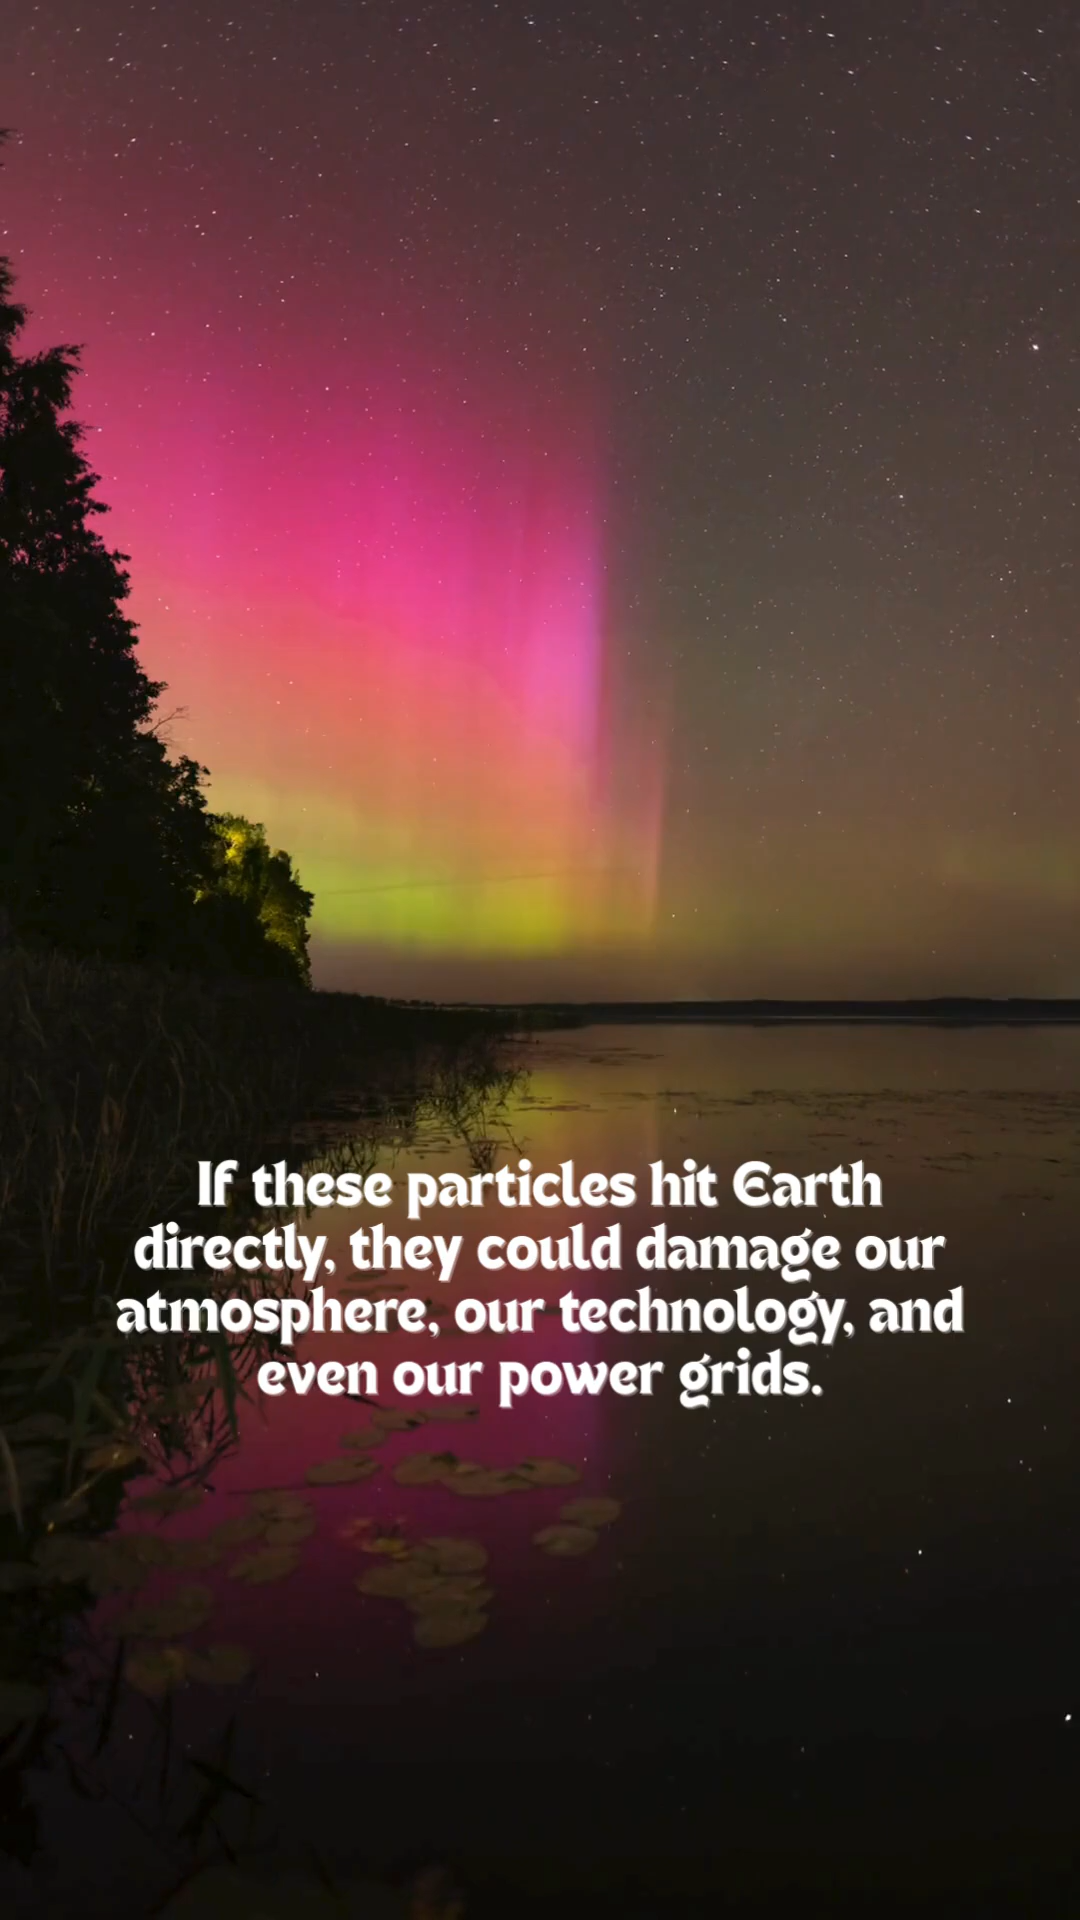 If these particles hit Earth
directly, they could damage our
atmosphere, our technology, and
even our power grids.